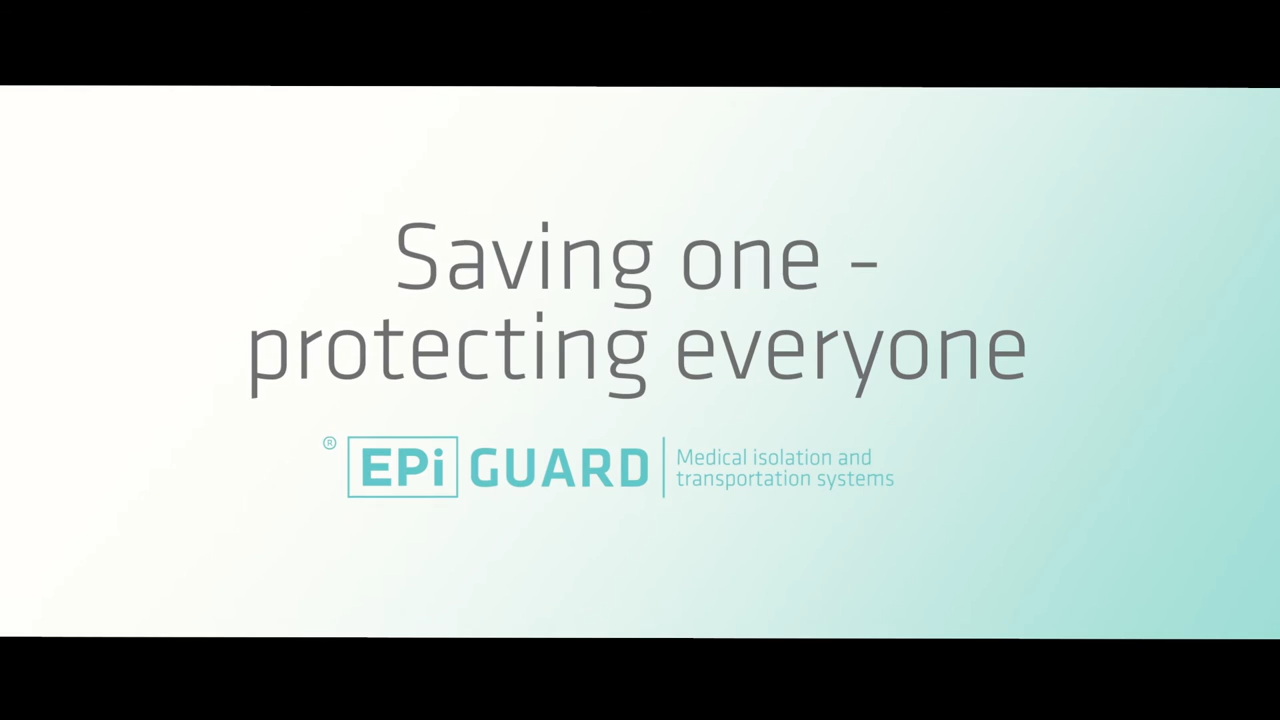 Saving one -
protecting everyone
® EPi GUARD
Medical isolation and
transportation systems